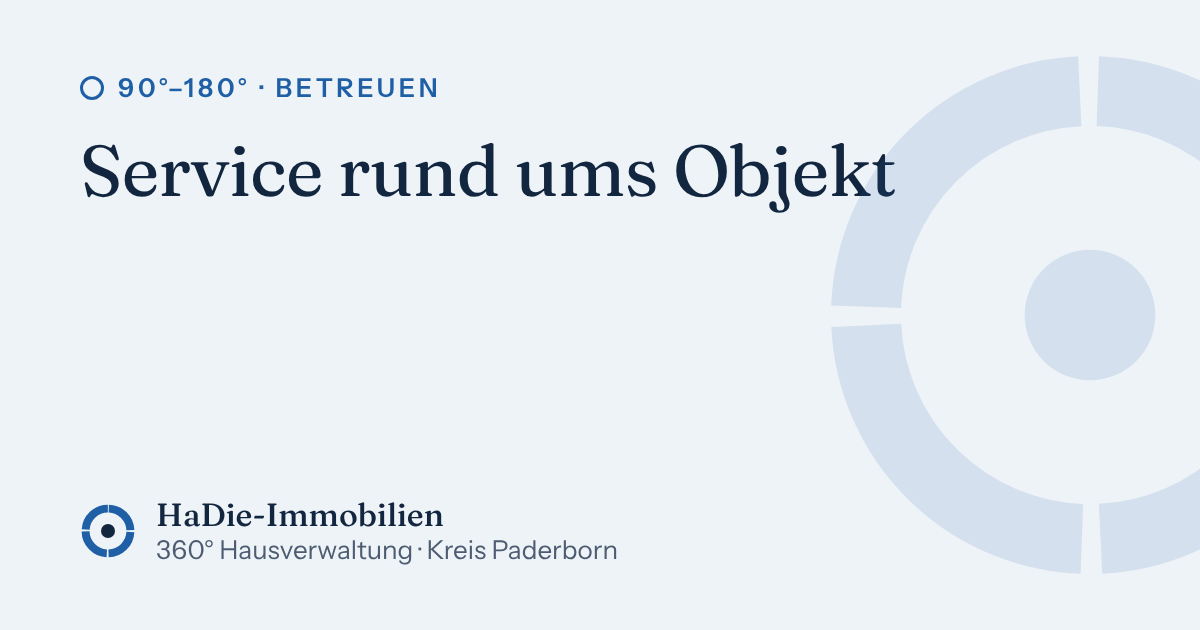 90°–180° · BETREUEN
Service rund ums Objekt
HaDie-Immobilien
360° Hausverwaltung · Kreis Paderborn